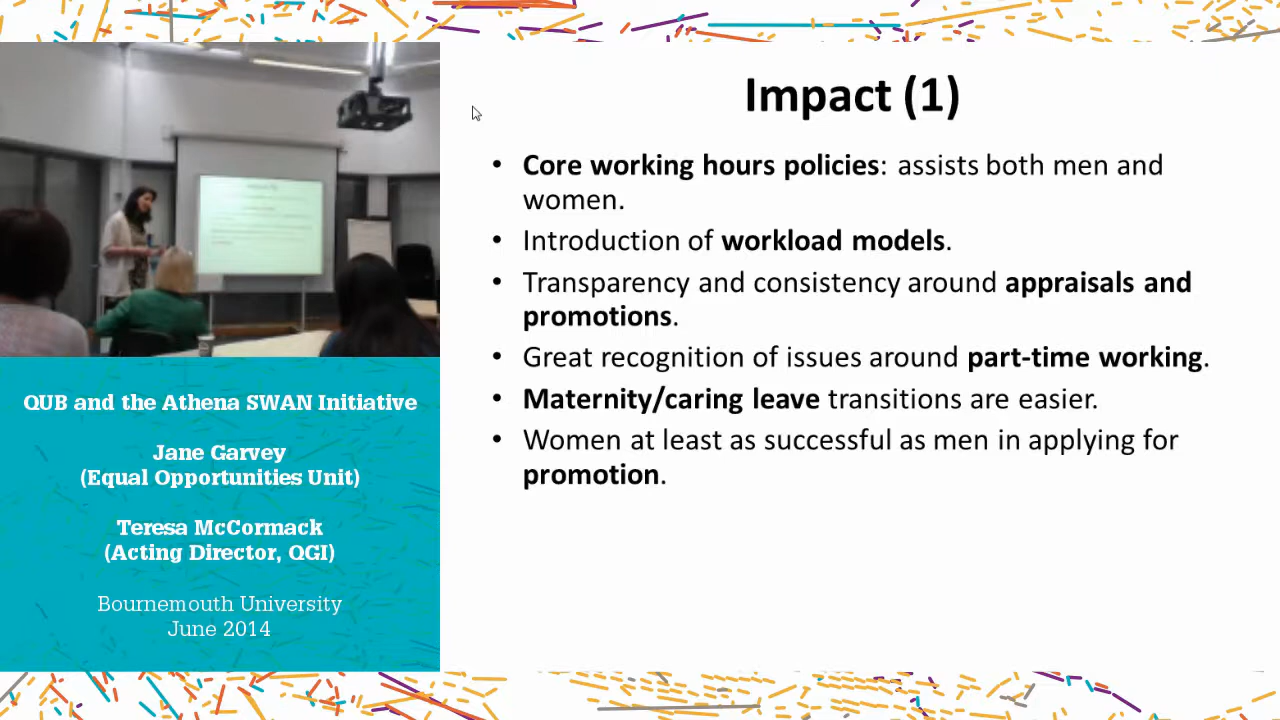 QUB and the Athena SWAN Initiative
Jane Garvey
(Equal Opportunities Unit)
Teresa McCormack
(Acting Director, QGI)
Bournemouth University
June 2014
Impact (1)
• Core working hours policies: assists both men and
women.
• Introduction of workload models.
• Transparency and consistency around appraisals and
promotions.
• Great recognition of issues around part-time working.
• Maternity/caring leave transitions are easier.
• Women at least as successful as men in applying for
promotion.